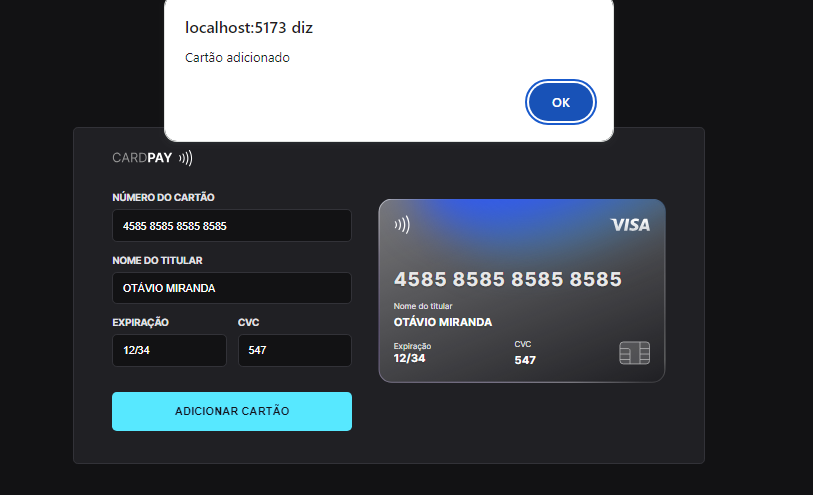 localhost:5173 diz
Cartão adicionado
OK
CARDPAY
NÚMERO DO CARTÃO
4585 8585 8585 8585
NOME DO TITULAR
OTÁVIO MIRANDA
EXPIRAÇÃO CVC
12/34 547
ADICIONAR CARTÃO
VISA
4585 8585 8585 8585
Nome do titular
OTÁVIO MIRANDA
Expiração CVC
12/34 547